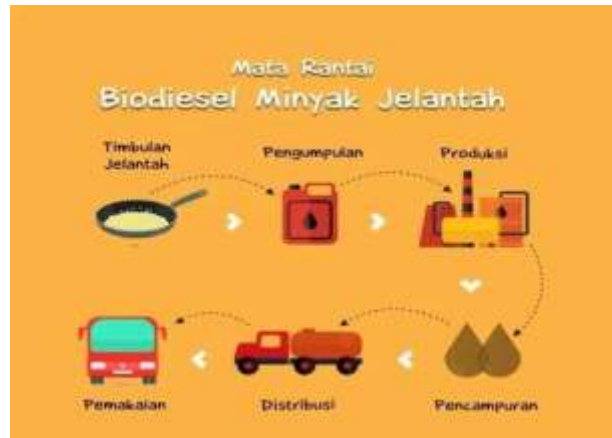 Mata Rantai
Biodiesel Minyak Jelantah
Timbulan
Jelantah
Pengumpulan
Produksi
Pemakaian
Distribusi
Pencampuran